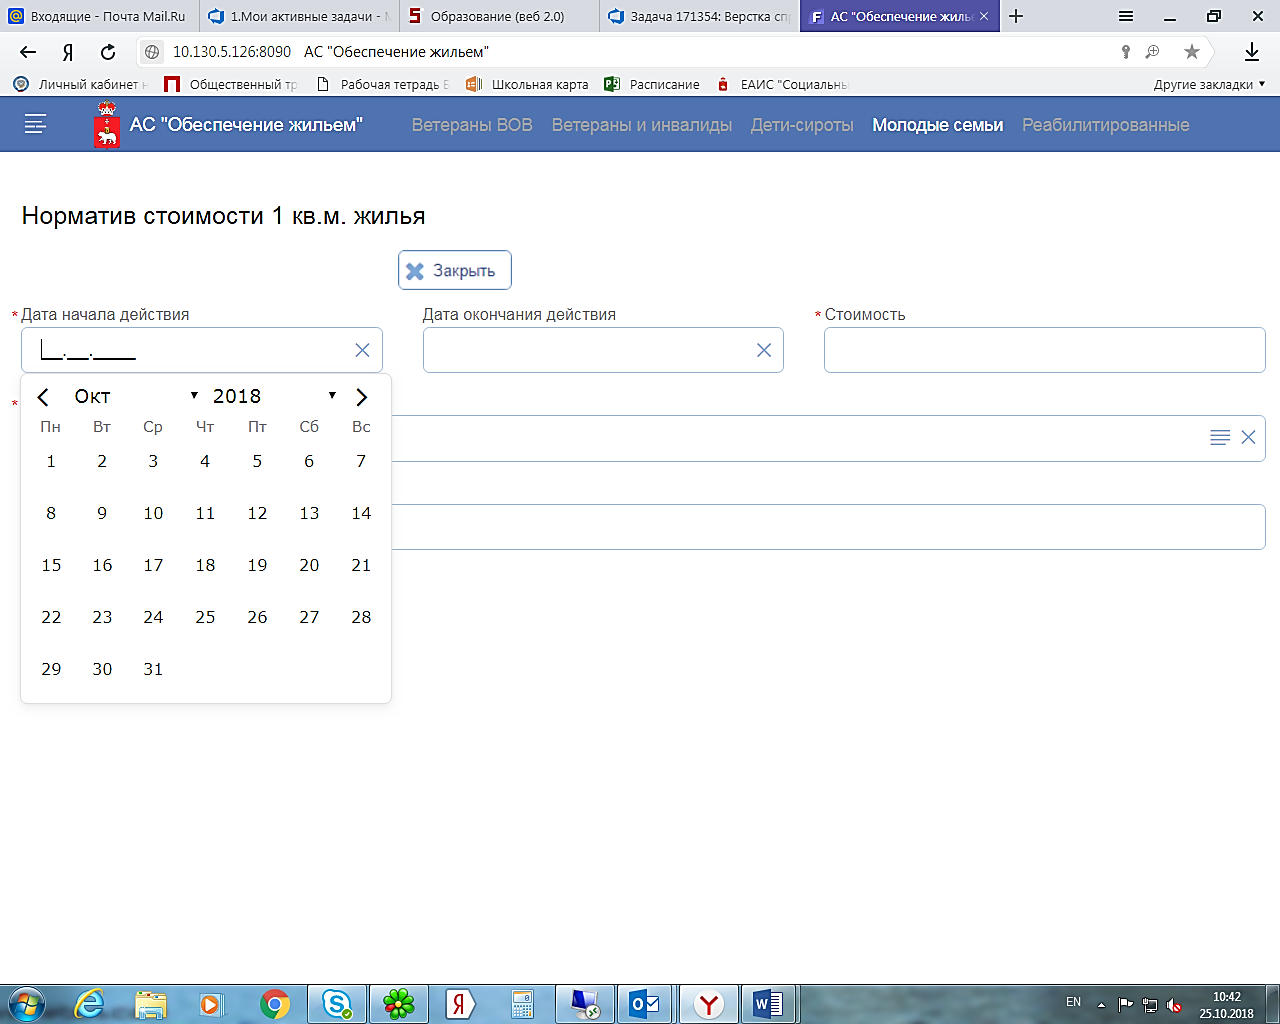 Входящие - Почта Mail.Ru
1.Мои активные задачи -
Образование (веб 2.0)
Задача 171354: Верстка
АС "Обеспечение жиль
10.130.5.126:8090 АС "Обеспечение жильем"
Личный кабинет
Общественный
Рабочая тетрадь
Школьная карта
Расписание
ЕАИС "Социальны
Другие закладки
АС "Обеспечение жильем"
Ветераны ВОВ
Ветераны и инвалиды
Дети-сироты
Молодые семьи
Реабилитированные
Норматив стоимости 1 кв.м. жилья
Закрыть
* Дата начала действия
Дата окончания действия
* Стоимость
__.__.____
*
Окт 2018
Пн Вт Ср Чт Пт Сб Вс
1 2 3 4 5 6 7
8 9 10 11 12 13 14
15 16 17 18 19 20 21
22 23 24 25 26 27 28
29 30 31
EN
10:42
25.10.2018